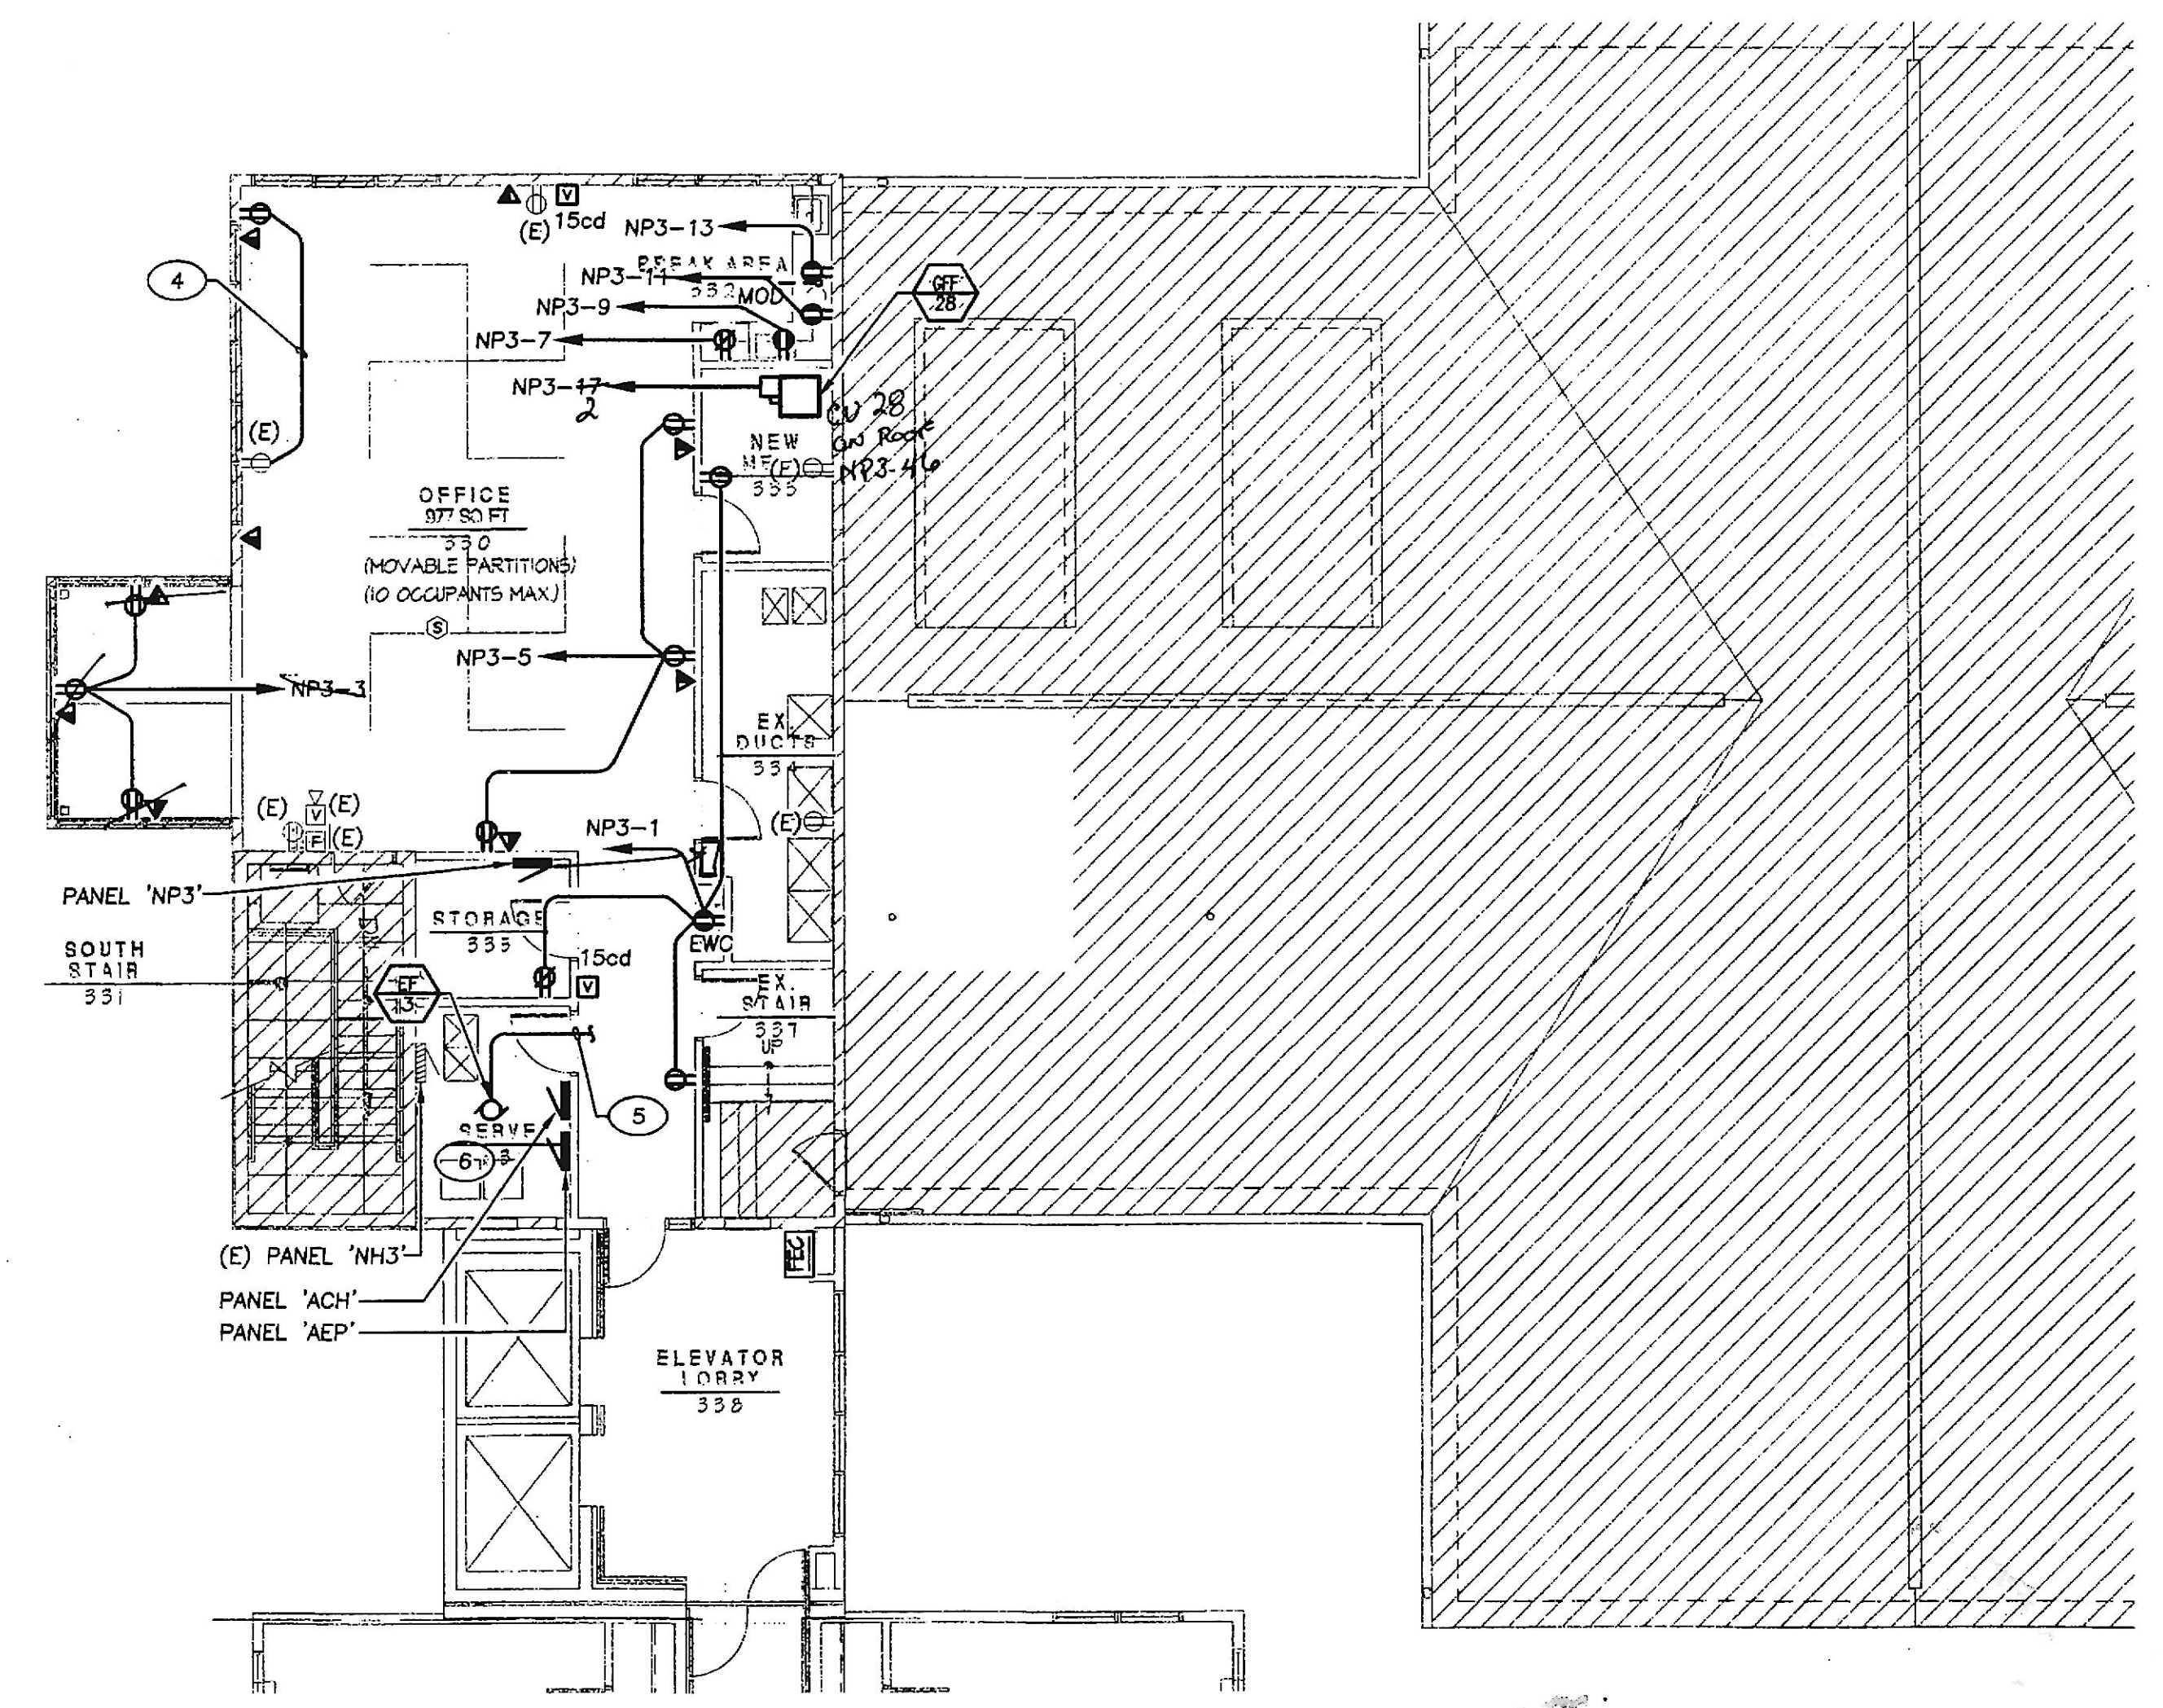 15cd
(E)
NP3-13
BREAK AREA
NP3-11
332
MOD
4
NP3-9
GFF
28
NP3-7
NP3-17
2
CU 28
ON ROOF
NP3-46
(E)
NEW
(E)
333
OFFICE
977 SQ FT
330
(MOVABLE PARTITIONS)
(10 OCCUPANTS MAX.)
S
NP3-5
NP3-3
EX.
DUCTS
334
(E)
V
(E)
F
(E)
NP3-1
(E)
PANEL 'NP3'
STORAGE
335
EWC
SOUTH
STAIR
331
15cd
V
EF
3
EX.
STAIR
337
UP
5
SERVE
6
(E) PANEL 'NH3'
FEC
PANEL 'ACH'
PANEL 'AEP'
ELEVATOR
LOBBY
338